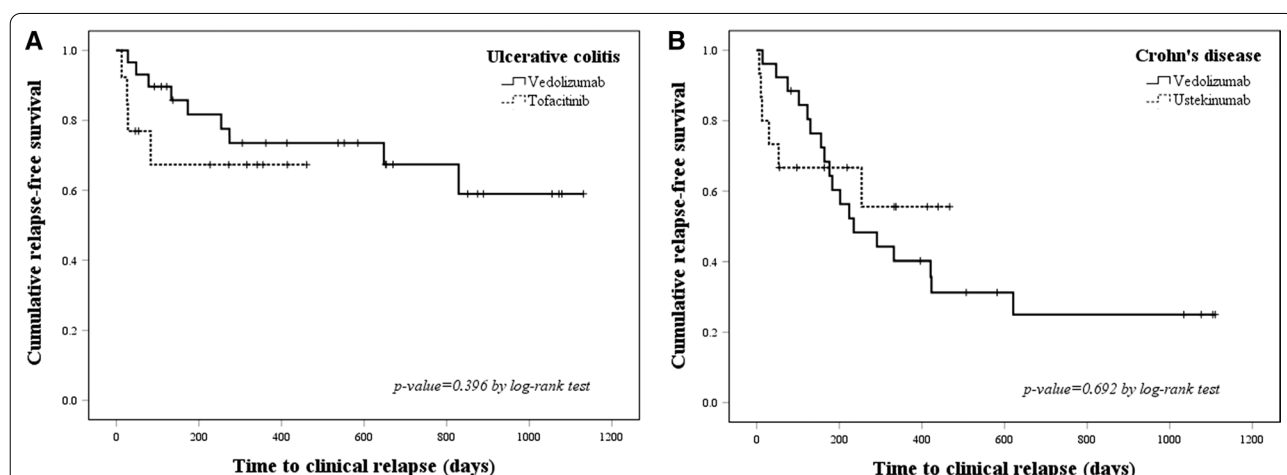 A
Ulcerative colitis
Vedolizumab
Tofacitinib
Cumulative relapse-free survival
1.0
0.8
0.6
0.4
0.2
0.0
p-value=0.396 by log-rank test
0 200 400 600 800 1000 1200
Time to clinical relapse (days)
B
Crohn's disease
Vedolizumab
Ustekinumab
Cumulative relapse-free survival
1.0
0.8
0.6
0.4
0.2
0.0
p-value=0.692 by log-rank test
0 200 400 600 800 1000 1200
Time to clinical relapse (days)